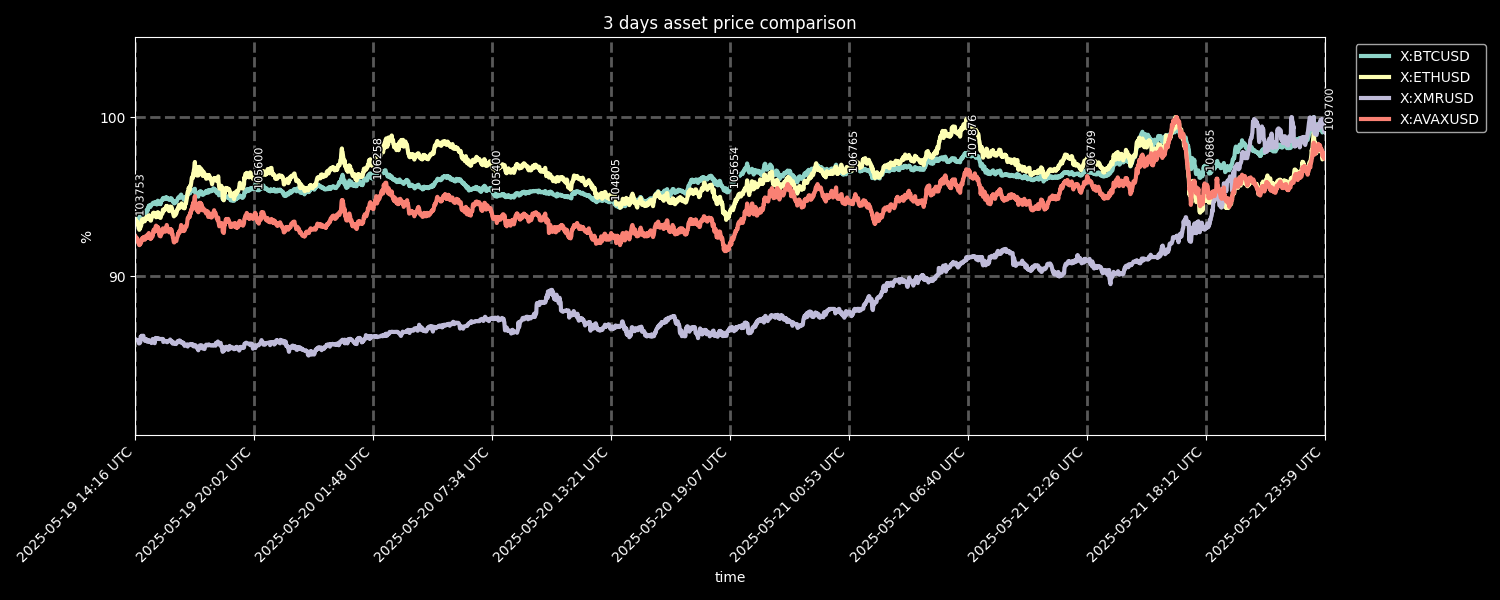 3 days asset price comparison
X:BTCUSD
X:ETHUSD
X:XMRUSD
X:AVAXUSD
100
90
%
103753
105600
106258
105400
104805
105654
106765
107876
106799
106865
109700
2025-05-19 14:16 UTC
2025-05-19 20:02 UTC
2025-05-20 01:48 UTC
2025-05-20 07:34 UTC
2025-05-20 13:21 UTC
2025-05-20 19:07 UTC
2025-05-21 00:53 UTC
2025-05-21 06:40 UTC
2025-05-21 12:26 UTC
2025-05-21 18:12 UTC
2025-05-21 23:59 UTC
time